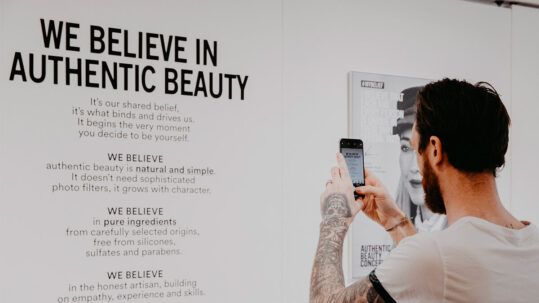 WE BELIEVE IN
AUTHENTIC BEAUTY
It's our shared belief,
it's what binds and drives us.
It begins the very moment
you decide to be yourself.
WE BELIEVE
authentic beauty is natural and simple.
It doesn't need sophisticated
photo filters, it grows with character.
WE BELIEVE
in pure ingredients
from carefully selected origins,
free from silicones,
sulfates and parabens.
WE BELIEVE
in the honest artisan, building
on empathy, experience and skills.
AUTHENTIC
BEAUTY
CONCEPT